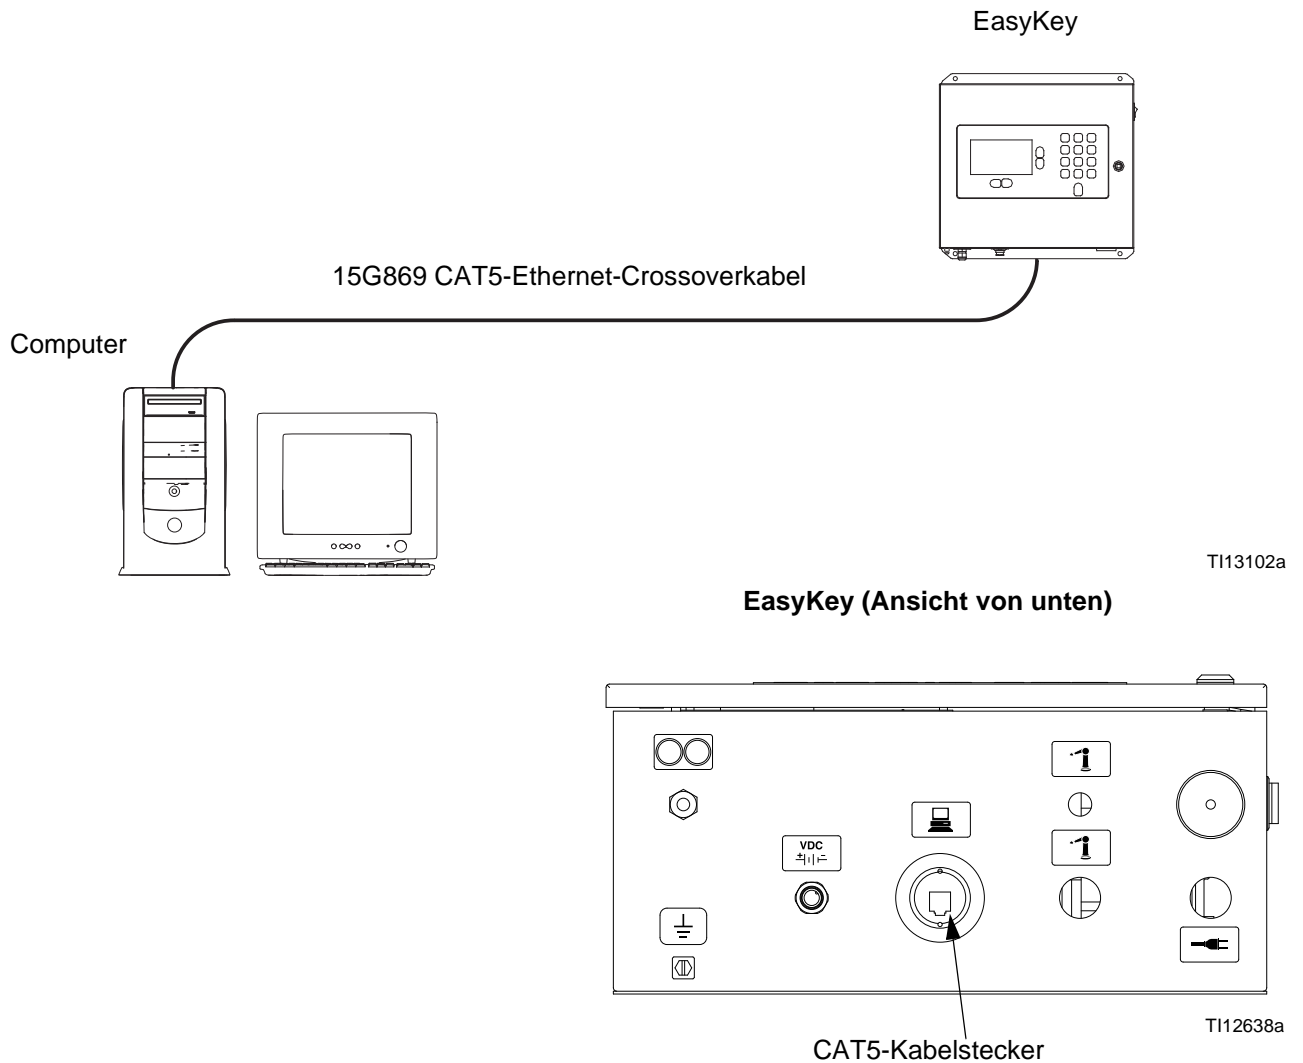 EasyKey
15G869 CAT5-Ethernet-Crossoverkabel
Computer
TI13102a
EasyKey (Ansicht von unten)
VDC
TI12638a
CAT5-Kabelstecker